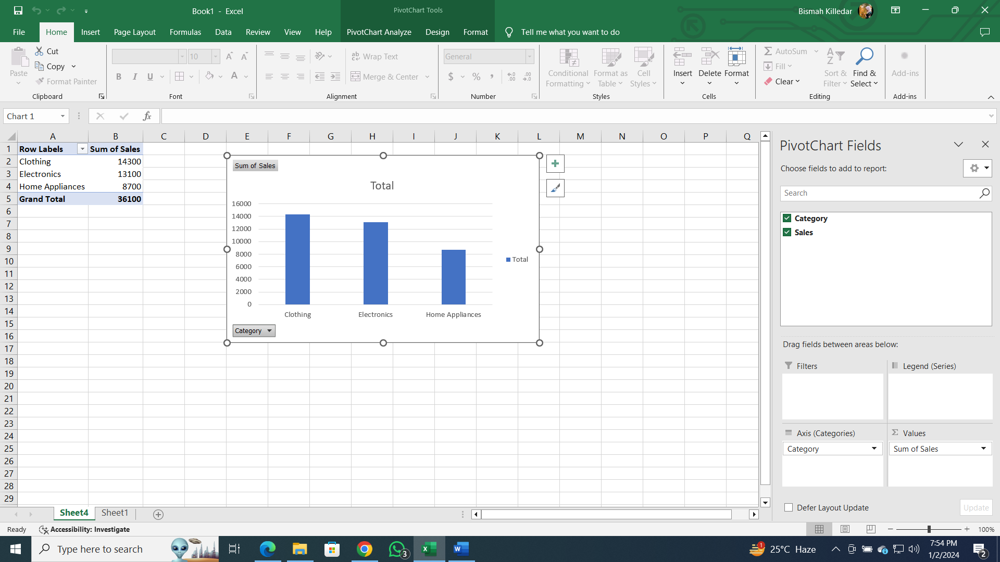 Book1 - Excel
PivotChart Tools
Bismah Killedar
File Home Insert Page Layout Formulas Data Review View Help PivotChart Analyze Design Format Tell me what you want to do
Paste
Cut
Copy
Format Painter
Clipboard
10
B I U
Font
Wrap Text
Merge & Center
Alignment
General
$ % ,
Number
Conditional Formatting
Format as Table
Cell Styles
Styles
Insert Delete Format
Cells
AutoSum
Fill
Clear
Sort & Filter
Find & Select
Editing
Add-ins
Add-ins
Chart 1
fx
A B C D E F G H I J K L M N O P Q
1 Row Labels Sum of Sales
2 Clothing 14300
3 Electronics 13100
4 Home Appliances 8700
5 Grand Total 36100
6
7
8
9
10
11
12
13
14
15
16
17
18
19
20
21
22
23
24
25
26
27
28
29
Sum of Sales
Total
16000
14000
12000
10000
8000
6000
4000
2000
0
Clothing Electronics Home Appliances
Total
Category
PivotChart Fields
Choose fields to add to report:
Search
Category
Sales
Drag fields between areas below:
Filters
Legend (Series)
Axis (Categories)
Values
Category
Sum of Sales
Defer Layout Update
Update
Sheet4 Sheet1
Ready Accessibility: Investigate
100%
Type here to search
3
1
25°C Haze
7:54 PM
1/2/2024
2